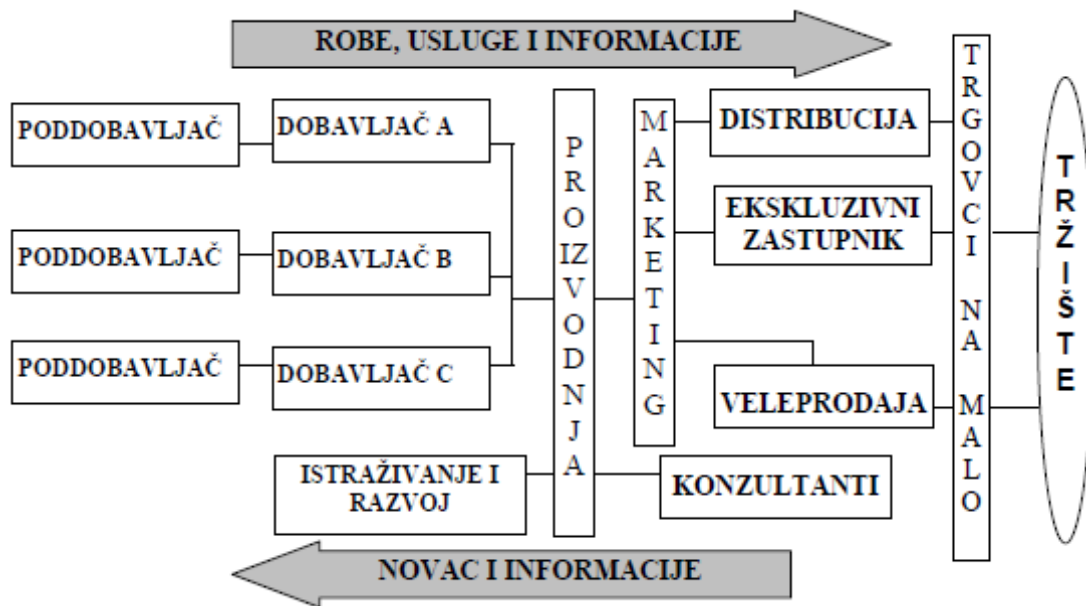 ROBE, USLUGE I INFORMACIJE
PODDOBAVLJAČ
DOBAVLJAČ A
PODDOBAVLJAČ
DOBAVLJAČ B
PODDOBAVLJAČ
DOBAVLJAČ C
PROIZVODNJA
MARKETING
DISTRIBUCIJA
EKSKLUZIVNI
ZASTUPNIK
VELEPRODAJA
TRGOVCI NA MALO
TRŽIŠTE
ISTRAŽIVANJE I
RAZVOJ
KONZULTANTI
NOVAC I INFORMACIJE